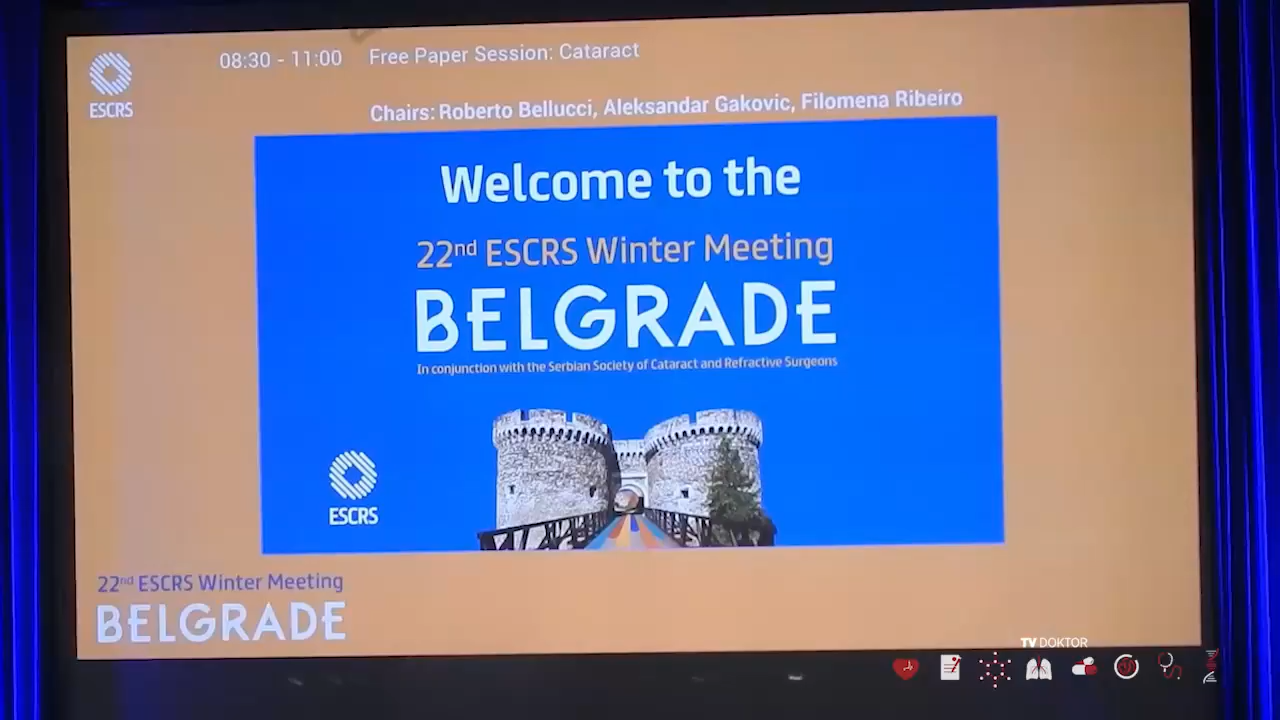 ESCRS
08:30 - 11:00 Free Paper Session: Cataract
Chairs: Roberto Bellucci, Aleksandar Gakovic, Filomena Ribeiro
Welcome to the
22nd ESCRS Winter Meeting
BELGRADE
In conjunction with the Serbian Society of Cataract and Refractive Surgeons
ESCRS
22nd ESCRS Winter Meeting
BELGRADE
TV DOKTOR